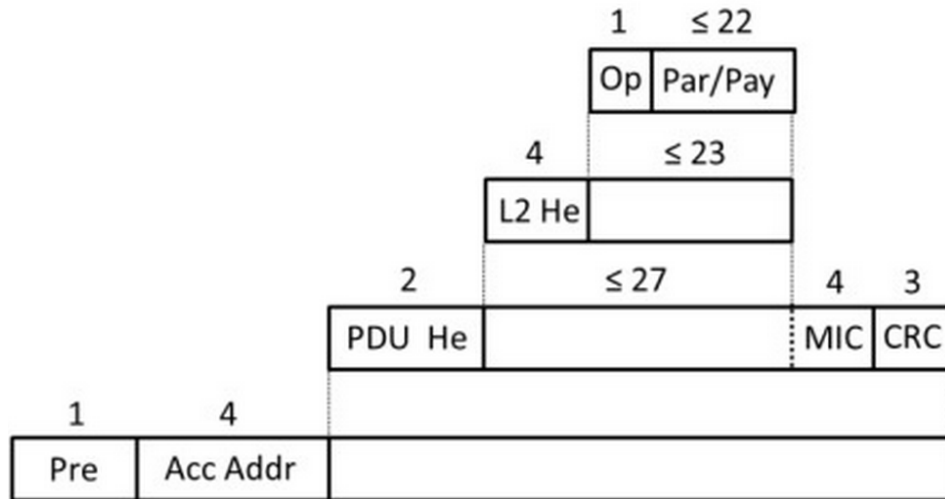 1 ≤ 22
Op Par/Pay
4 ≤ 23
L2 He
2 ≤ 27 4 3
PDU He MIC CRC
1 4
Pre Acc Addr